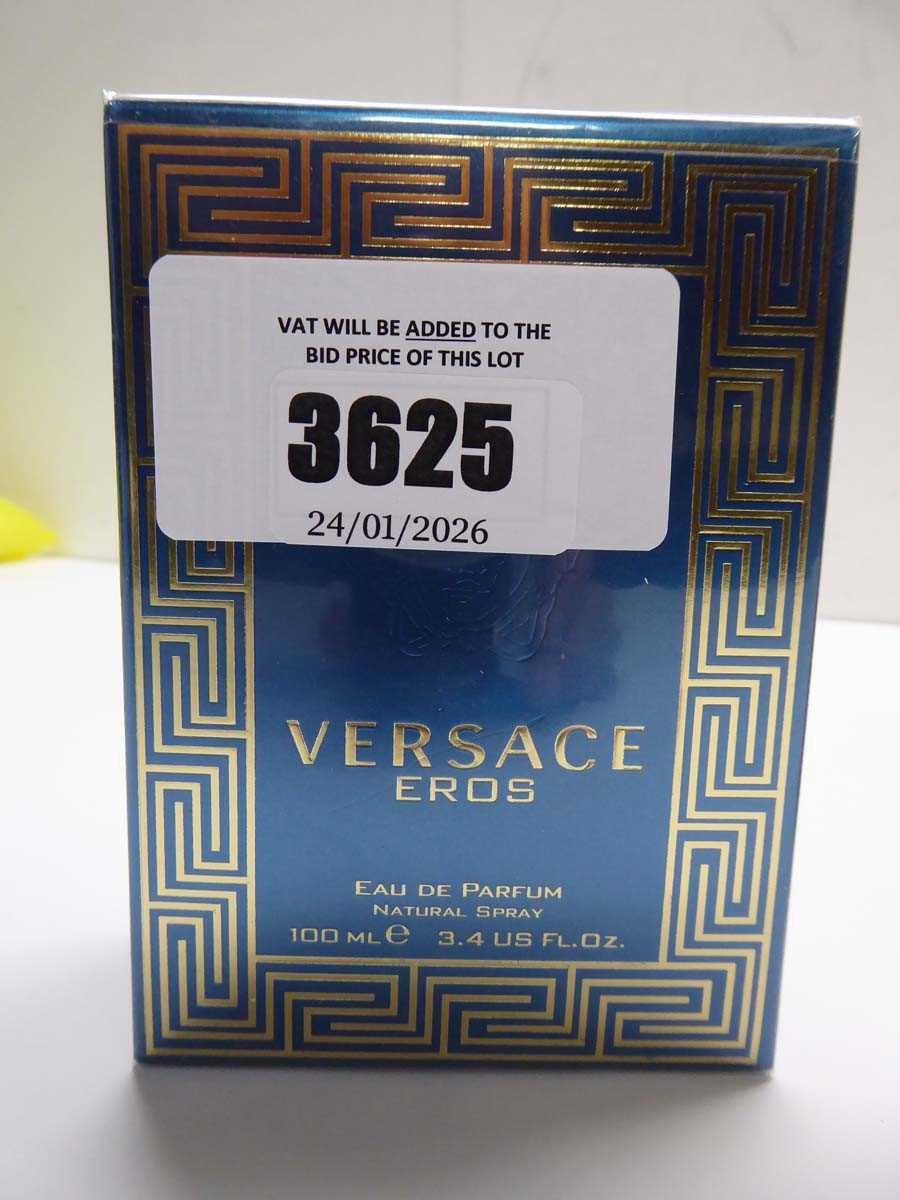 VAT WILL BE ADDED TO THE
BID PRICE OF THIS LOT
3625
24/01/2026
VERSACE
EROS
EAU DE PARFUM
NATURAL SPRAY
100 ML e 3.4 US FL.OZ.